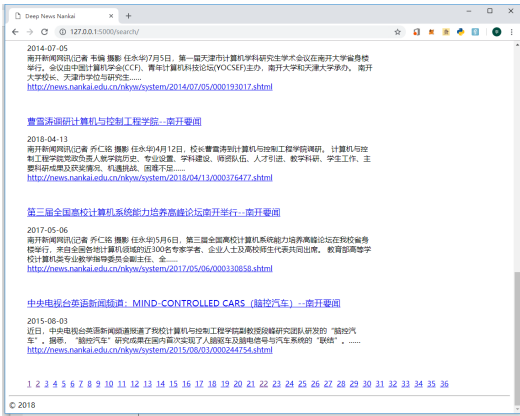 Deep News Nankai
127.0.0.1:5000/search/
2014-07-05
南开新闻网讯(记者 韦编 摄影 任永华)7月5日，第一届天津市计算机学科研究生学术会议在南开大学省身楼
举行。会议由中国计算机学会(CCF)、青年计算机科技论坛(YOCSEF)主办，南开大学和天津大学承办。 南开
大学校长、天津市学位与研究生......
http://news.nankai.edu.cn/nkyw/system/2014/07/05/000193017.shtml
曹雪涛调研计算机与控制工程学院--南开要闻
2018-04-13
南开新闻网讯(记者 乔仁铭 摄影 任永华)4月12日，校长曹雪涛到计算机与控制工程学院调研。 计算机与控
制工程学院党政负责人就学院历史、专业设置、学科建设、师资队伍、人才引进、教学科研、学生工作、主
要科研成果及获奖情况、机遇挑战、困难不足......
http://news.nankai.edu.cn/nkyw/system/2018/04/13/000376477.shtml
第三届全国高校计算机系统能力培养高峰论坛南开举行--南开要闻
2017-05-06
南开新闻网讯(记者 乔仁铭 摄影 任永华)5月6日，第三届全国高校计算机系统能力培养高峰论坛在我校省身
楼举行，来自全国各地计算机领域的近300名专家学者、企业人士及高校师生代表共同出席。 教育部高等学
校计算机类专业教学指导委员会副主任、全......
http://news.nankai.edu.cn/nkyw/system/2017/05/06/000330858.shtml
中央电视台英语新闻频道：MIND-CONTROLLED CARS（脑控汽车）--南开要闻
2015-08-03
近日，中央电视台英语新闻频道报道了我校计算机与控制工程学院副教授段峰研究团队研发的“脑控汽
车”。据悉，“脑控汽车”研究成果在国内首次实现了人脑驱车及脑电信号与汽车系统的“联结”。......
http://news.nankai.edu.cn/nkyw/system/2015/08/03/000244754.shtml
1 2 3 4 5 6 7 8 9 10 11 12 13 14 15 16 17 18 19 20 21 22 23 24 25 26 27 28 29 30 31 32 33 34 35 36
© 2018